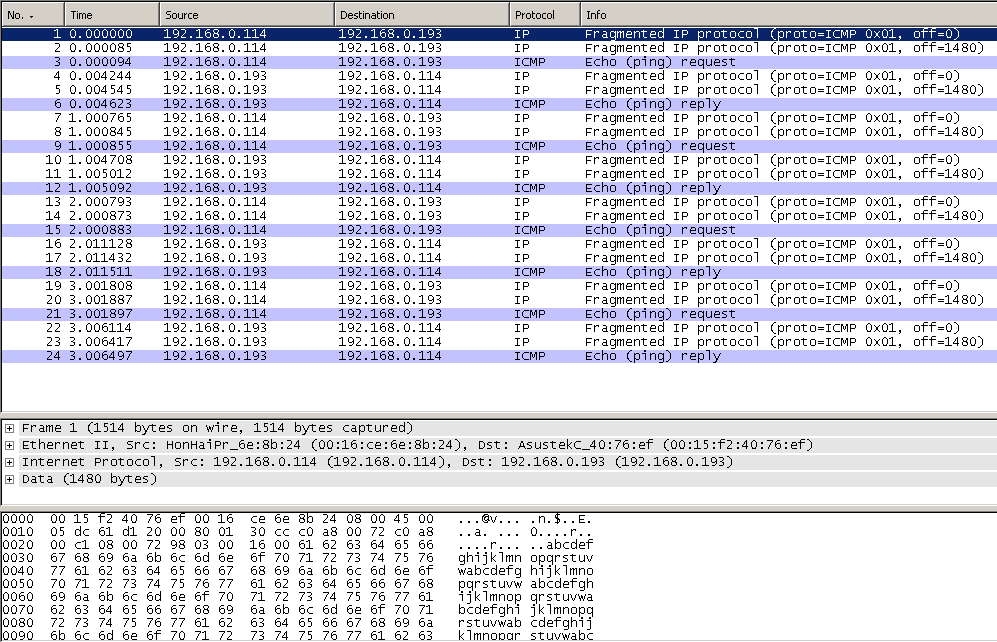 No. Time Source Destination Protocol Info
1 0.000000 192.168.0.114 192.168.0.193 IP Fragmented IP protocol (proto=ICMP 0x01, off=0)
2 0.000085 192.168.0.114 192.168.0.193 IP Fragmented IP protocol (proto=ICMP 0x01, off=1480)
3 0.000094 192.168.0.114 192.168.0.193 ICMP Echo (ping) request
4 0.004244 192.168.0.193 192.168.0.114 IP Fragmented IP protocol (proto=ICMP 0x01, off=0)
5 0.004545 192.168.0.193 192.168.0.114 IP Fragmented IP protocol (proto=ICMP 0x01, off=1480)
6 0.004623 192.168.0.193 192.168.0.114 ICMP Echo (ping) reply
7 1.000765 192.168.0.114 192.168.0.193 IP Fragmented IP protocol (proto=ICMP 0x01, off=0)
8 1.000845 192.168.0.114 192.168.0.193 IP Fragmented IP protocol (proto=ICMP 0x01, off=1480)
9 1.000855 192.168.0.114 192.168.0.193 ICMP Echo (ping) request
10 1.004708 192.168.0.193 192.168.0.114 IP Fragmented IP protocol (proto=ICMP 0x01, off=0)
11 1.005012 192.168.0.193 192.168.0.114 IP Fragmented IP protocol (proto=ICMP 0x01, off=1480)
12 1.005092 192.168.0.193 192.168.0.114 ICMP Echo (ping) reply
13 2.000793 192.168.0.114 192.168.0.193 IP Fragmented IP protocol (proto=ICMP 0x01, off=0)
14 2.000873 192.168.0.114 192.168.0.193 IP Fragmented IP protocol (proto=ICMP 0x01, off=1480)
15 2.000883 192.168.0.114 192.168.0.193 ICMP Echo (ping) request
16 2.011128 192.168.0.193 192.168.0.114 IP Fragmented IP protocol (proto=ICMP 0x01, off=0)
17 2.011432 192.168.0.193 192.168.0.114 IP Fragmented IP protocol (proto=ICMP 0x01, off=1480)
18 2.011511 192.168.0.193 192.168.0.114 ICMP Echo (ping) reply
19 3.001808 192.168.0.114 192.168.0.193 IP Fragmented IP protocol (proto=ICMP 0x01, off=0)
20 3.001887 192.168.0.114 192.168.0.193 IP Fragmented IP protocol (proto=ICMP 0x01, off=1480)
21 3.001897 192.168.0.114 192.168.0.193 ICMP Echo (ping) request
22 3.006114 192.168.0.193 192.168.0.114 IP Fragmented IP protocol (proto=ICMP 0x01, off=0)
23 3.006417 192.168.0.193 192.168.0.114 IP Fragmented IP protocol (proto=ICMP 0x01, off=1480)
24 3.006497 192.168.0.193 192.168.0.114 ICMP Echo (ping) reply
Frame 1 (1514 bytes on wire, 1514 bytes captured)
Ethernet II, Src: HonHaiPr_6e:8b:24 (00:16:ce:6e:8b:24), Dst: AsustekC_40:76:ef (00:15:f2:40:76:ef)
Internet Protocol, Src: 192.168.0.114 (192.168.0.114), Dst: 192.168.0.193 (192.168.0.193)
Data (1480 bytes)
0000 00 15 f2 40 76 ef 00 16 ce 6e 8b 24 08 00 45 00 ...@v... .n.$..E.
0010 05 dc 61 d1 20 00 80 01 30 cc c0 a8 00 72 c0 a8 ..a. ... 0....r..
0020 00 c1 08 00 72 98 03 00 16 00 61 62 63 64 65 66 ....r... ..abcdef
0030 67 68 69 6a 6b 6c 6d 6e 6f 70 71 72 73 74 75 76 ghijklmn opqrstuv
0040 77 61 62 63 64 65 66 67 68 69 6a 6b 6c 6d 6e 6f wabcdefg hijklmno
0050 70 71 72 73 74 75 76 77 61 62 63 64 65 66 67 68 pqrstuvw abcdefgh
0060 69 6a 6b 6c 6d 6e 6f 70 71 72 73 74 75 76 77 61 ijklmnop qrstuvwa
0070 62 63 64 65 66 67 68 69 6a 6b 6c 6d 6e 6f 70 71 bcdefghi jklmnopq
0080 72 73 74 75 76 77 61 62 63 64 65 66 67 68 69 6a rstuvwab cdefghij
0090 6b 6c 6d 6e 6f 70 71 72 73 74 75 76 77 61 62 63 klmnopqr stuvwabc